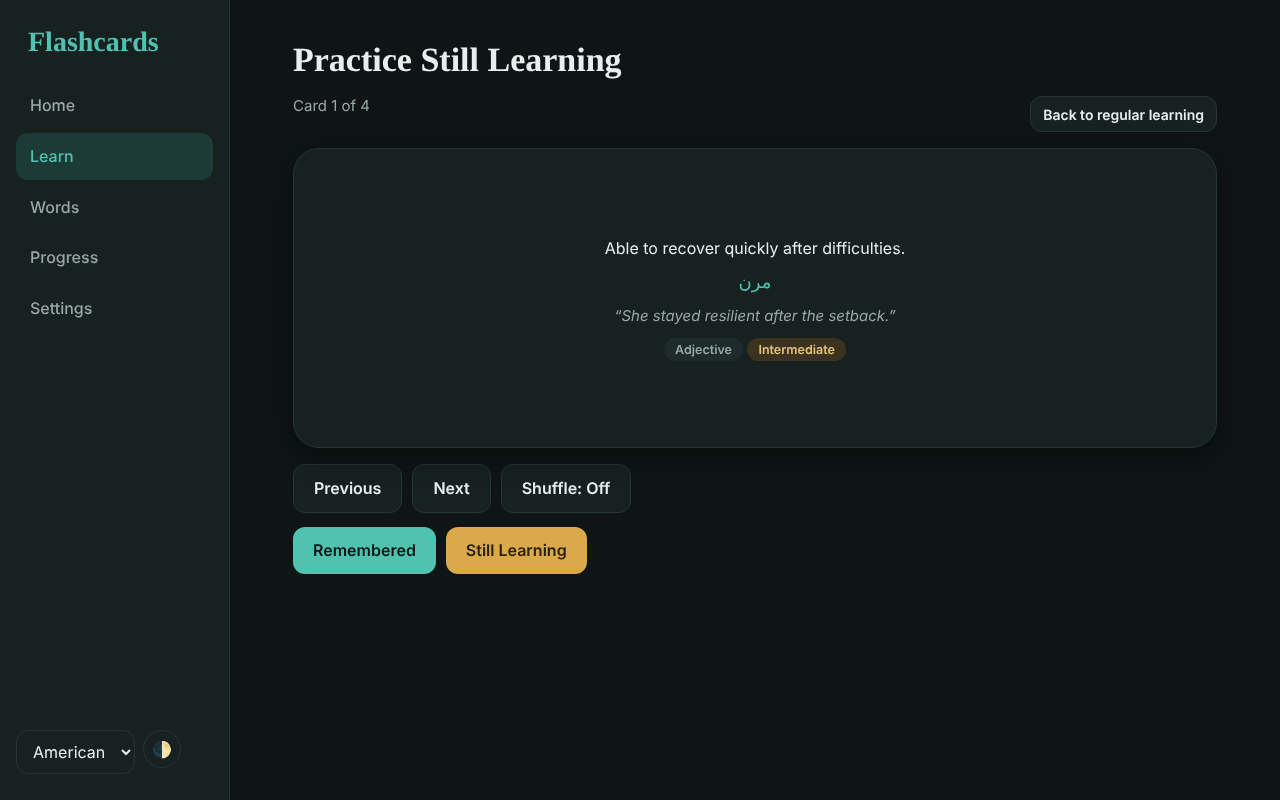 Flashcards
Home
Learn
Words
Progress
Settings
American
Practice Still Learning
Card 1 of 4
Back to regular learning
Able to recover quickly after difficulties.
مرن
“She stayed resilient after the setback.”
Adjective Intermediate
Previous Next Shuffle: Off
Remembered Still Learning